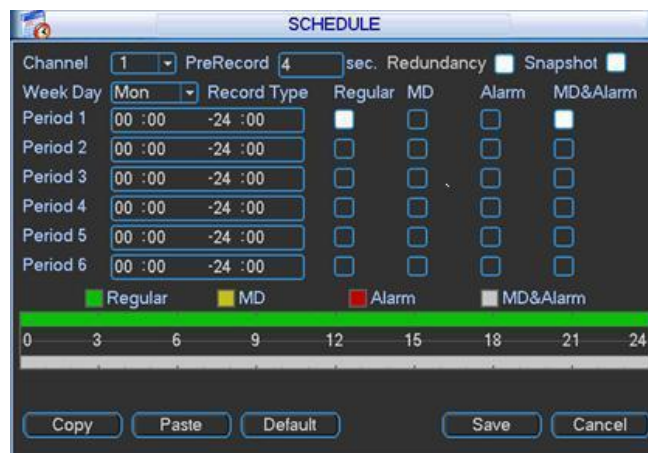 SCHEDULE
Channel 1 PreRecord 4 sec. Redundancy Snapshot
Week Day Mon Record Type Regular MD Alarm MD&Alarm
Period 1 00 :00 -24 :00
Period 2 00 :00 -24 :00
Period 3 00 :00 -24 :00
Period 4 00 :00 -24 :00
Period 5 00 :00 -24 :00
Period 6 00 :00 -24 :00
Regular MD Alarm MD&Alarm
0 3 6 9 12 15 18 21 24
Copy Paste Default Save Cancel